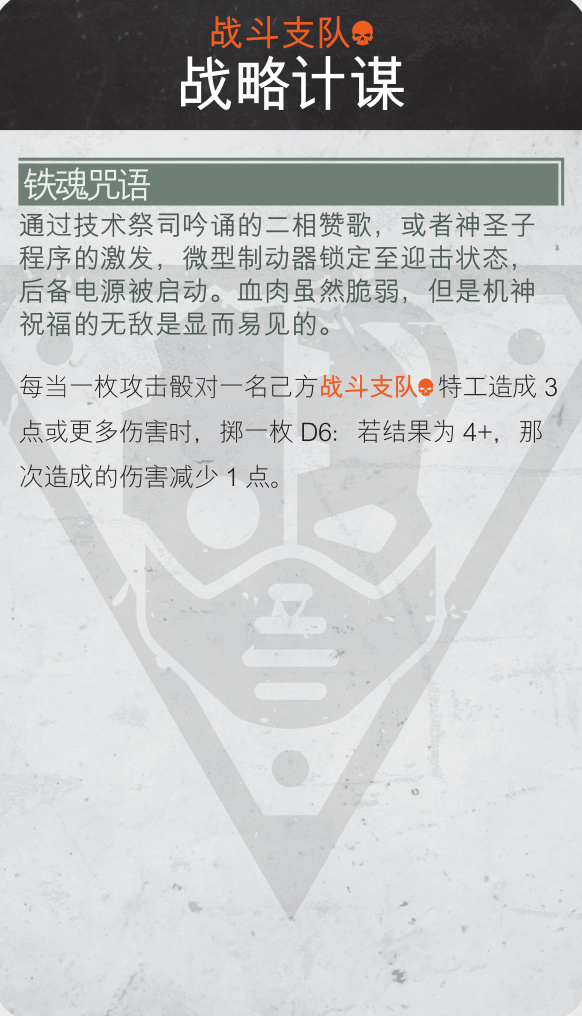 战斗支队
战略计谋
铁魂咒语
通过技术祭司吟诵的二相赞歌，或者神圣子
程序的激发，微型制动器锁定至迎击状态，
后备电源被启动。血肉虽然脆弱，但是机神
祝福的无敌是显而易见的。
每当一枚攻击骰对一名己方战斗支队特工造成 3
点或更多伤害时，掷一枚 D6：若结果为 4+，那
次造成的伤害减少 1 点。